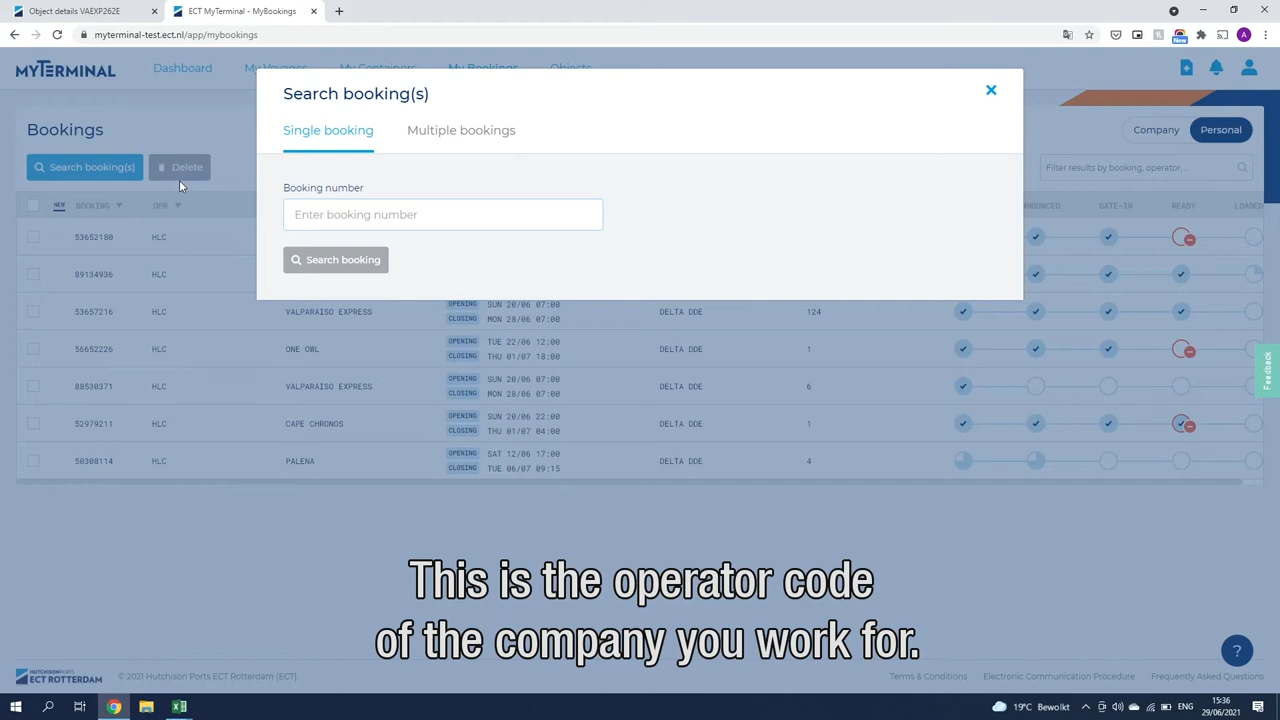 Object details VAEXP262E
ECT MyTerminal - MyBookings
myterminal-test.ect.nl/app/mybookings
New
A
MYTERMINAL
Dashboard
My Voyages
My Containers
My Bookings
Objects
Search booking(s)
Single booking
Multiple bookings
Booking number
Enter booking number
Search booking
Bookings
Company
Personal
Search booking(s)
Delete
Filter results by booking, operator, ...
NEW BOOKING OPR GATE-IN READY LOADED
53652180 HLC
89134936 HLC
53657216 HLC VALPARAISO EXPRESS OPENING SUN 20/06 07:00 DELTA DDE 124
CLOSING MON 28/06 07:00
56652226 HLC ONE OWL OPENING TUE 22/06 12:00 DELTA DDE 1
CLOSING THU 01/07 18:00
88530371 HLC VALPARAISO EXPRESS OPENING SUN 20/06 07:00 DELTA DDE 6
CLOSING MON 28/06 07:00
52979211 HLC CAPE CHRONOS OPENING SUN 20/06 22:00 DELTA DDE 1
CLOSING THU 01/07 04:00
50308114 HLC PALENA OPENING SAT 12/06 17:00 DELTA DDE 4
CLOSING TUE 06/07 09:15
Feedback
This is the operator code
of the company you work for.
?
HUTCHISON PORTS
ECT ROTTERDAM
© 2021 Hutchison Ports ECT Rotterdam (ECT)
Terms & Conditions
Electronic Communication Procedure
Frequently Asked Questions
19°C Bewolkt
ENG
15:36
29/06/2021